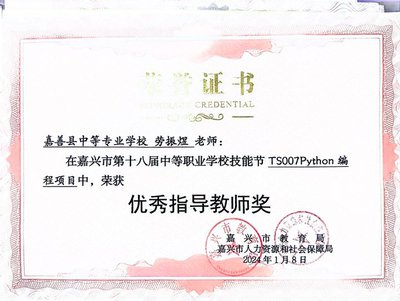 荣誉证书
HONORARY CREDENTIAL
嘉善县中等专业学校 劳振煜 老师：
在嘉兴市第十八届中等职业学校技能节 TS007Python 编
程项目中，荣获
优秀指导教师奖
嘉兴市教育局
嘉兴市人力资源和社会保障局
2024年1月8日